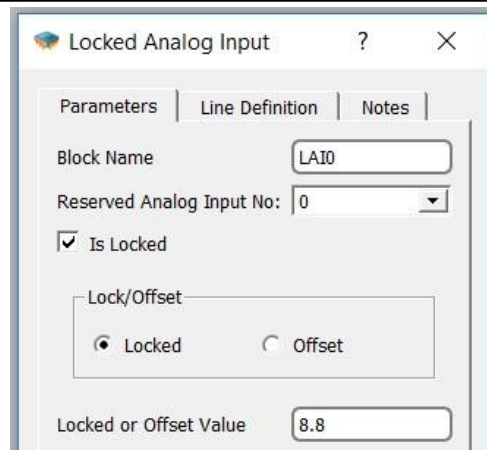 Locked Analog Input ?
Parameters Line Definition Notes
Block Name LAI0
Reserved Analog Input No: 0
Is Locked
Lock/Offset
Locked Offset
Locked or Offset Value 8.8